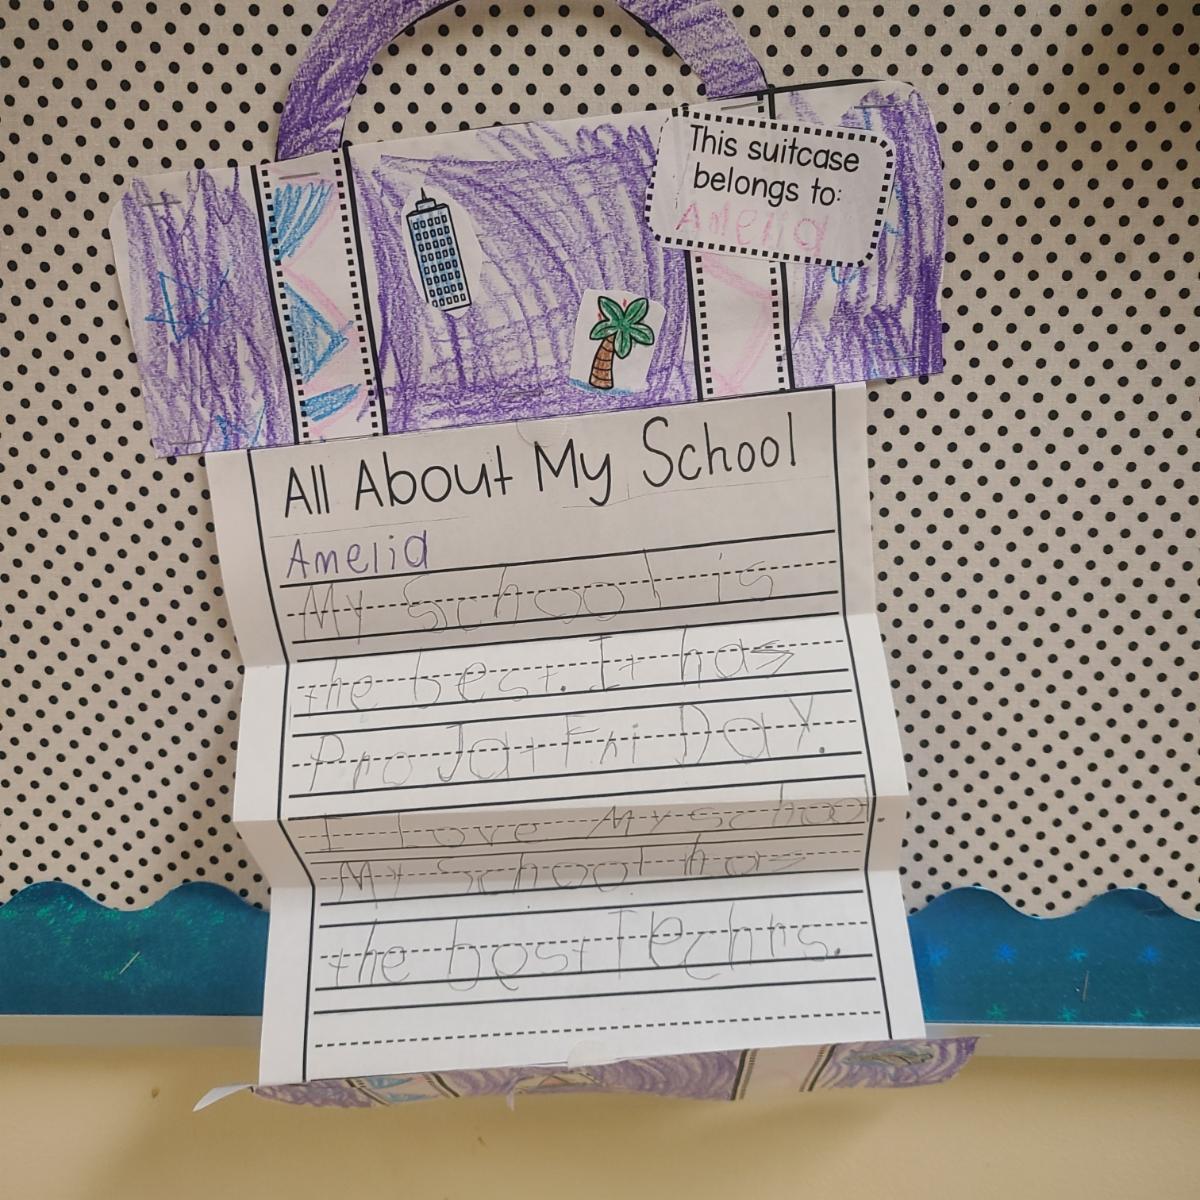 This suitcase
belongs to:
Amelia
All About My School
Amelia
My School is
the best. It has
Pro Jat Fri Day.
I Love My School.
My School has
the best Techrs.